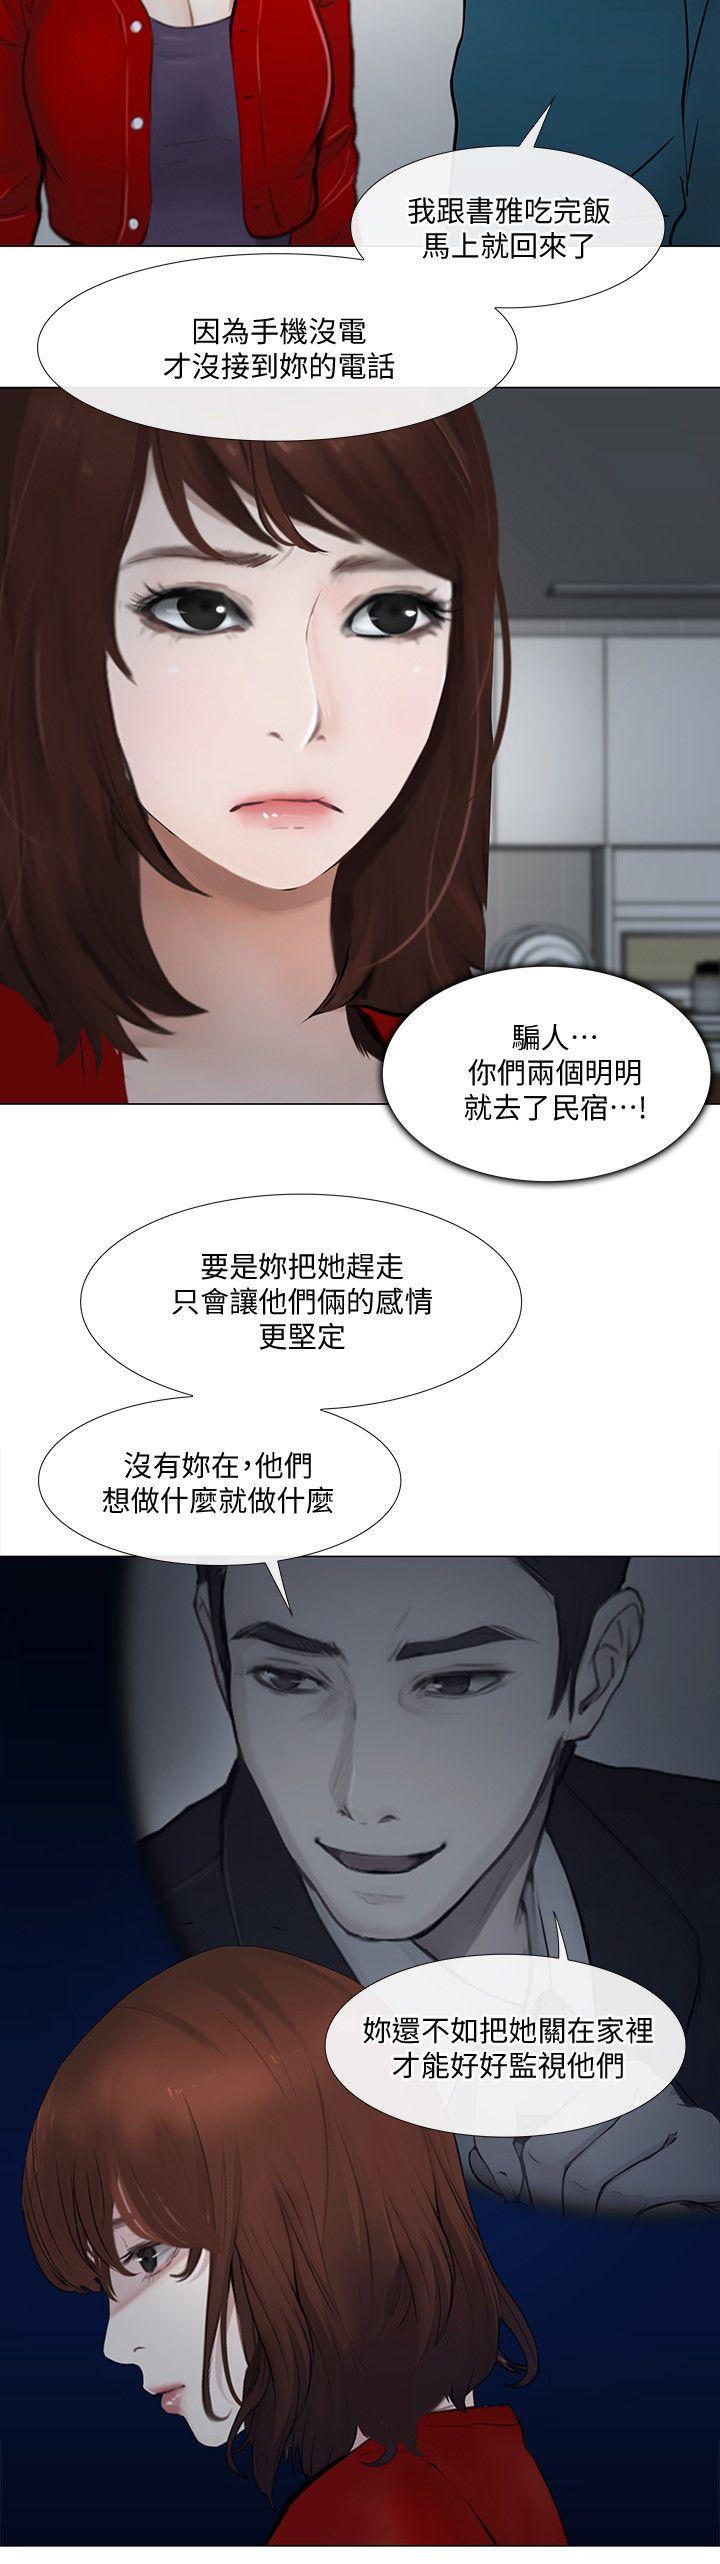 我跟書雅吃完飯
馬上就回來了
因為手機沒電
才沒接到妳的電話
騙人…
你們兩個明明
就去了民宿…!
要是妳把她趕走
只會讓他們倆的感情
更堅定
沒有妳在，他們
想做什麼就做什麼
妳還不如把她關在家裡
才能好好監視他們